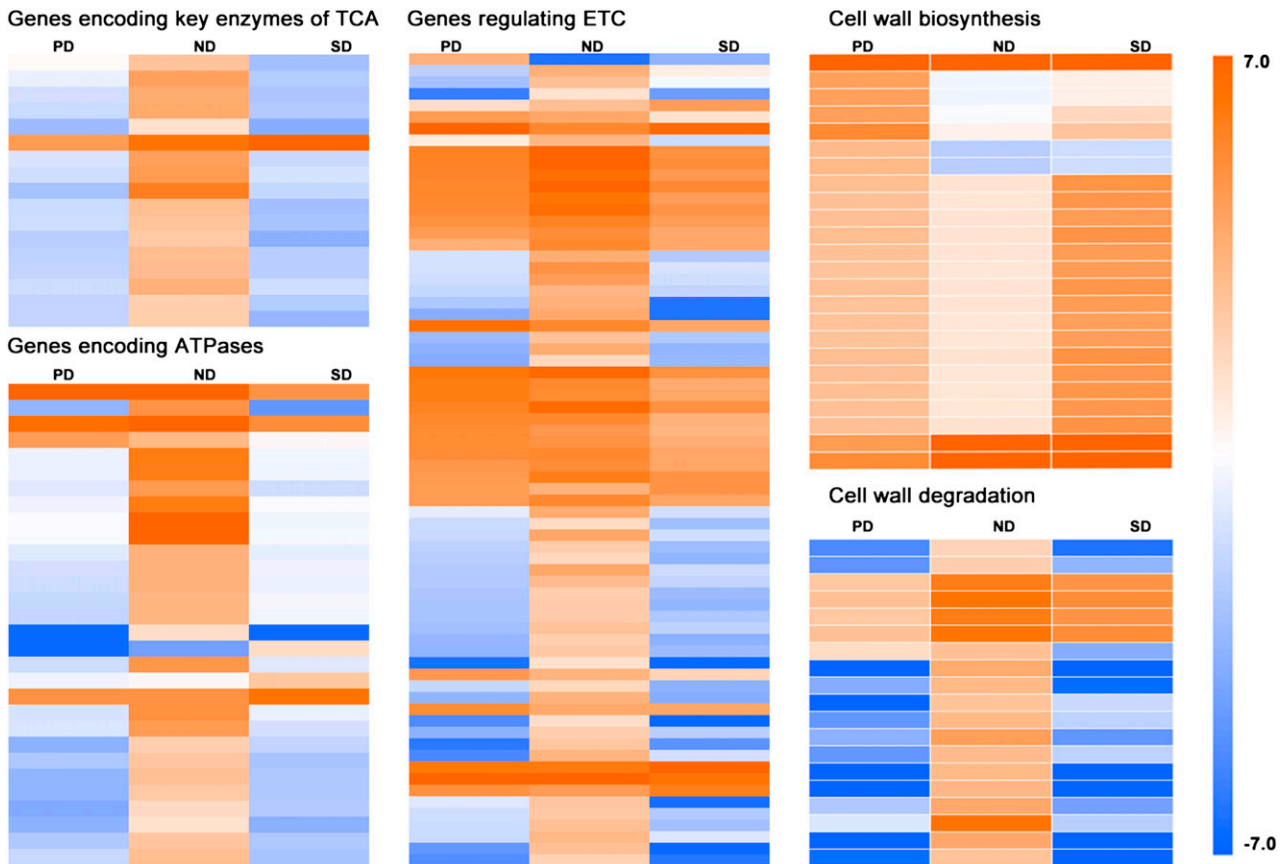 Genes encoding key enzymes of TCA
PD ND SD
Genes encoding ATPases
PD ND SD
Genes regulating ETC
PD ND SD
Cell wall biosynthesis
PD ND SD
Cell wall degradation
PD ND SD
7.0
-7.0